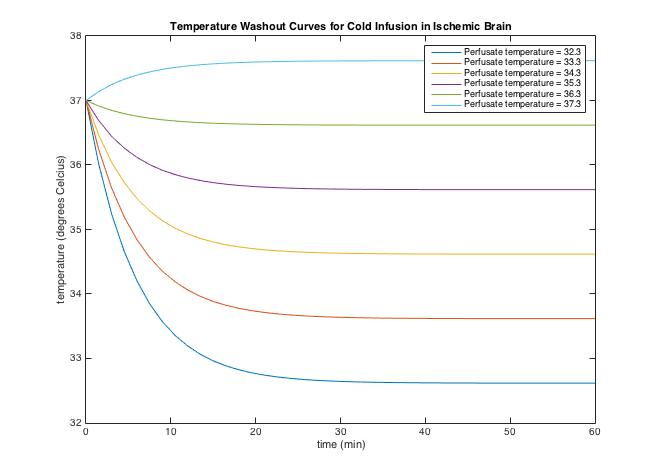 Temperature Washout Curves for Cold Infusion in Ischemic Brain
38
37
36
35
34
33
32
temperature (degrees Celcius)
Perfusate temperature = 32.3
Perfusate temperature = 33.3
Perfusate temperature = 34.3
Perfusate temperature = 35.3
Perfusate temperature = 36.3
Perfusate temperature = 37.3
0 10 20 30 40 50 60
time (min)